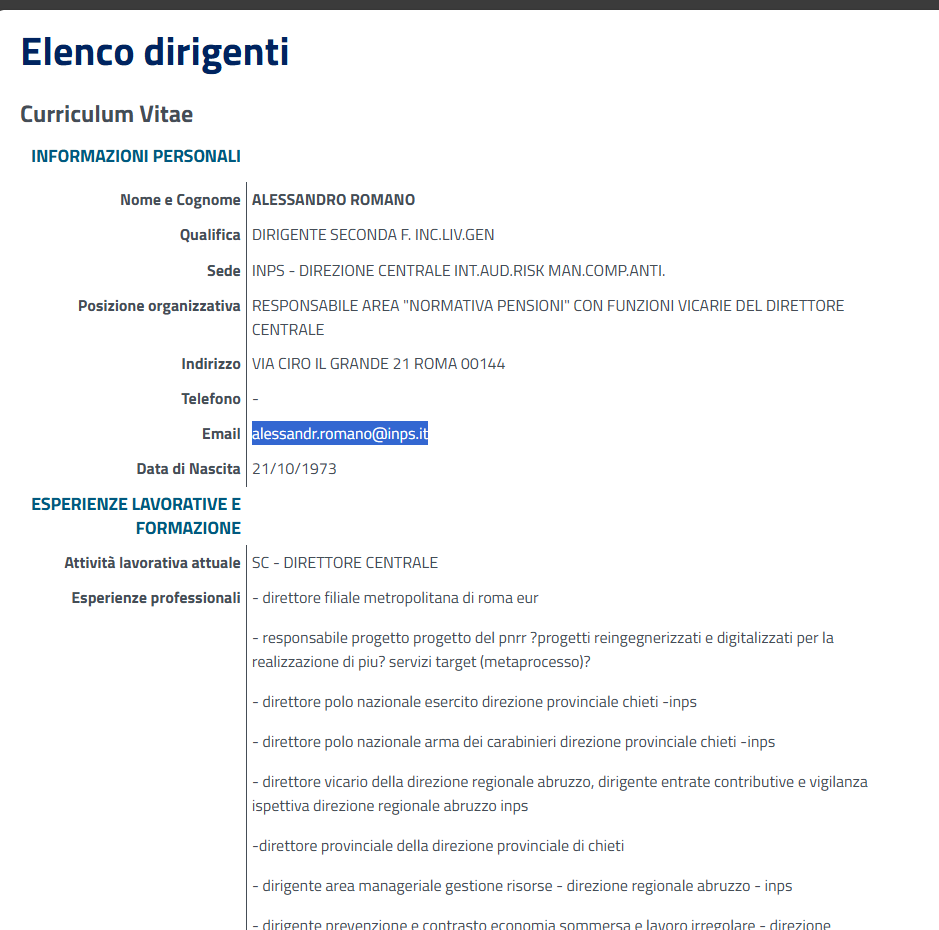 Elenco dirigenti
Curriculum Vitae
INFORMAZIONI PERSONALI
Nome e Cognome ALESSANDRO ROMANO
Qualifica DIRIGENTE SECONDA F. INC.LIV.GEN
Sede INPS - DIREZIONE CENTRALE INT.AUD.RISK MAN.COMP.ANTI.
Posizione organizzativa RESPONSABILE AREA "NORMATIVA PENSIONI" CON FUNZIONI VICARIE DEL DIRETTORE
CENTRALE
Indirizzo VIA CIRO IL GRANDE 21 ROMA 00144
Telefono -
Email alessandr.romano@inps.it
Data di Nascita 21/10/1973
ESPERIENZE LAVORATIVE E
FORMAZIONE
Attività lavorativa attuale SC - DIRETTORE CENTRALE
Esperienze professionali - direttore filiale metropolitana di roma eur
- responsabile progetto progetto del pnrr ?progetti reingegnerizzati e digitalizzati per la
realizzazione di piu? servizi target (metaprocesso)?
- direttore polo nazionale esercito direzione provinciale chieti -inps
- direttore polo nazionale arma dei carabinieri direzione provinciale chieti -inps
- direttore vicario della direzione regionale abruzzo, dirigente entrate contributive e vigilanza
ispettiva direzione regionale abruzzo inps
-direttore provinciale della direzione provinciale di chieti
- dirigente area manageriale gestione risorse - direzione regionale abruzzo - inps
- dirigente prevenzione e contrasto economia sommersa e lavoro irregolare - direzione